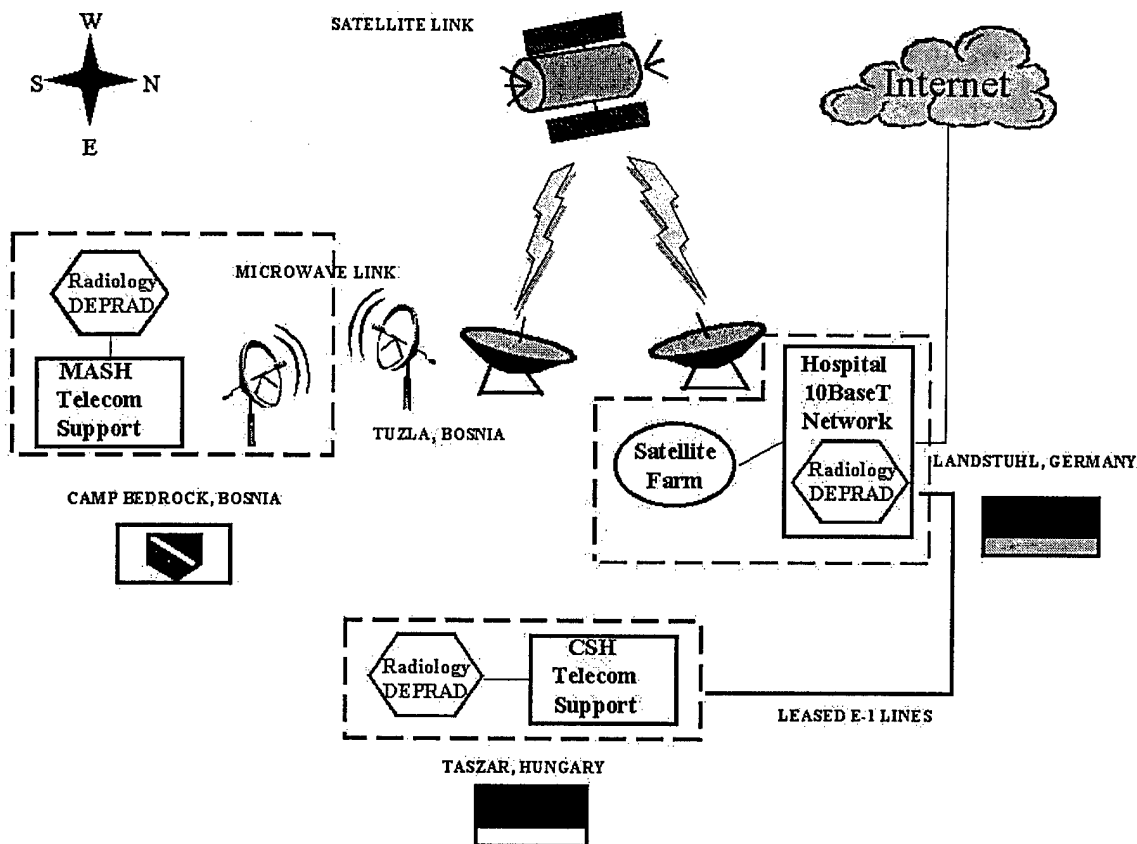 SATELLITE LINK
W
S
N
E
Internet
MICROWAVE LINK
Radiology
DEPRAD
MASH
Telecom
Support
TUZLA, BOSNIA
CAMP BEDROCK, BOSNIA
Hospital
10BaseT
Network
Satellite
Farm
Radiology
DEPRAD
LANDSTUHL, GERMANY
Radiology
DEPRAD
CSH
Telecom
Support
LEASED E-1 LINES
TASZAR, HUNGARY